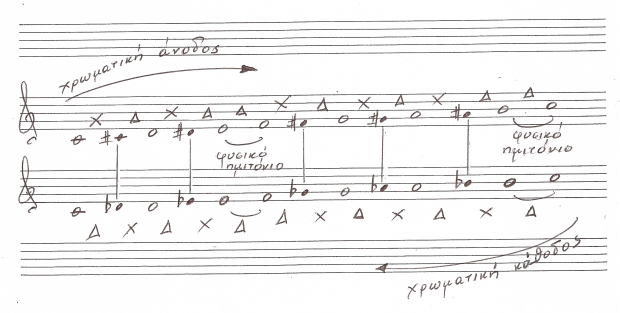 χρωματική άνοδος
X Δ X Δ Δ X Δ X Δ X Δ Δ
φυσικό
ημιτόνιο
φυσικό
ημιτόνιο
Δ X Δ X Δ Δ X Δ X Δ X Δ
χρωματική κάθοδος